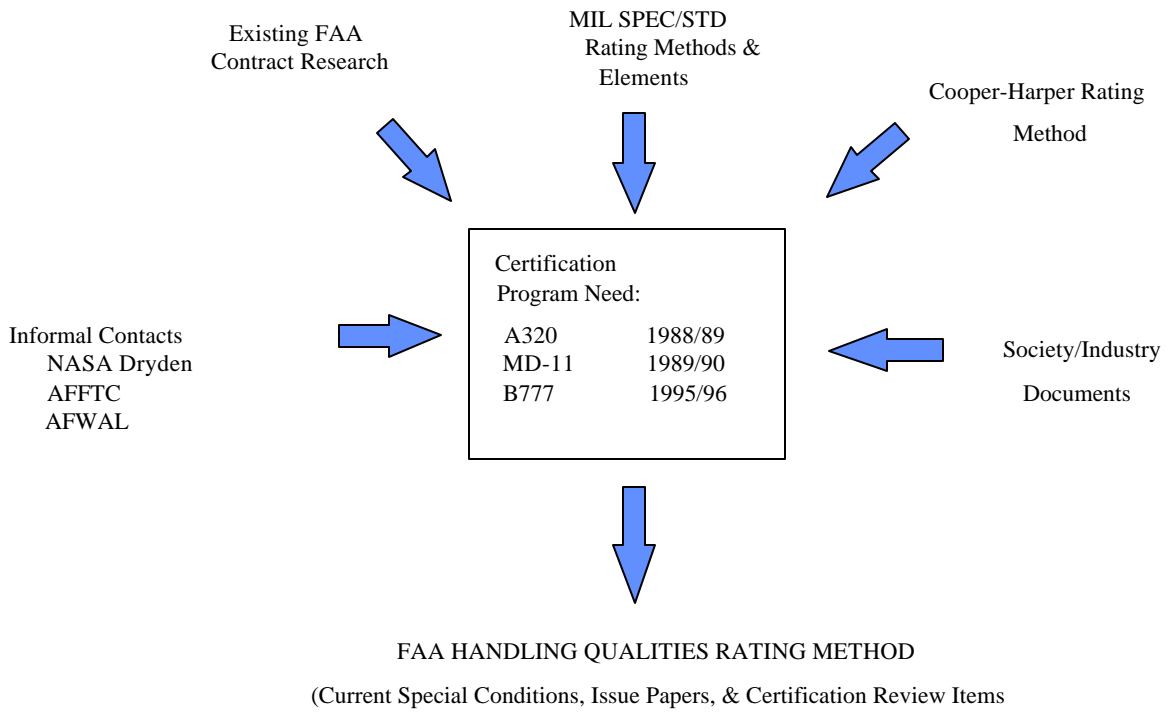 Existing FAA
Contract Research
MIL SPEC/STD
Rating Methods &
Elements
Cooper-Harper Rating
Method
Informal Contacts
NASA Dryden
AFFTC
AFWAL
Certification
Program Need:
A320 1988/89
MD-11 1989/90
B777 1995/96
Society/Industry
Documents
FAA HANDLING QUALITIES RATING METHOD
(Current Special Conditions, Issue Papers, & Certification Review Items